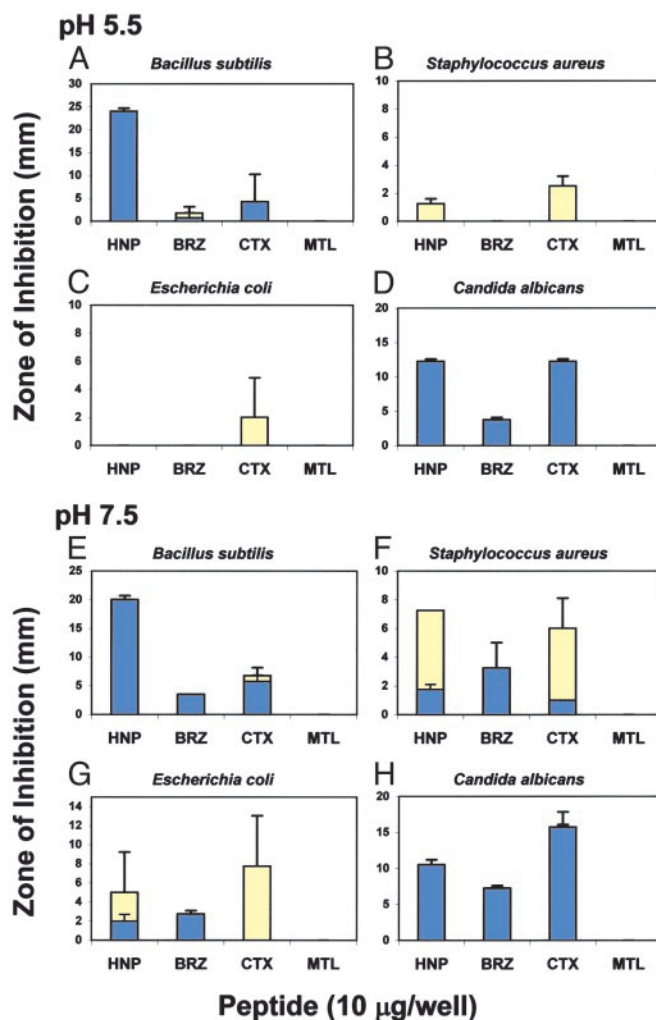 pH 5.5
A Bacillus subtilis
B Staphylococcus aureus
30
25
20
15
10
5
0
10
8
6
4
2
0
HNP BRZ CTX MTL
HNP BRZ CTX MTL
C Escherichia coli
D Candida albicans
10
8
6
4
2
0
20
15
10
5
0
HNP BRZ CTX MTL
HNP BRZ CTX MTL
Zone of Inhibition (mm)
pH 7.5
E Bacillus subtilis
F Staphylococcus aureus
25
20
15
10
5
0
10
8
6
4
2
0
HNP BRZ CTX MTL
HNP BRZ CTX MTL
G Escherichia coli
H Candida albicans
14
12
10
8
6
4
2
0
20
15
10
5
0
HNP BRZ CTX MTL
HNP BRZ CTX MTL
Zone of Inhibition (mm)
Peptide (10 µg/well)